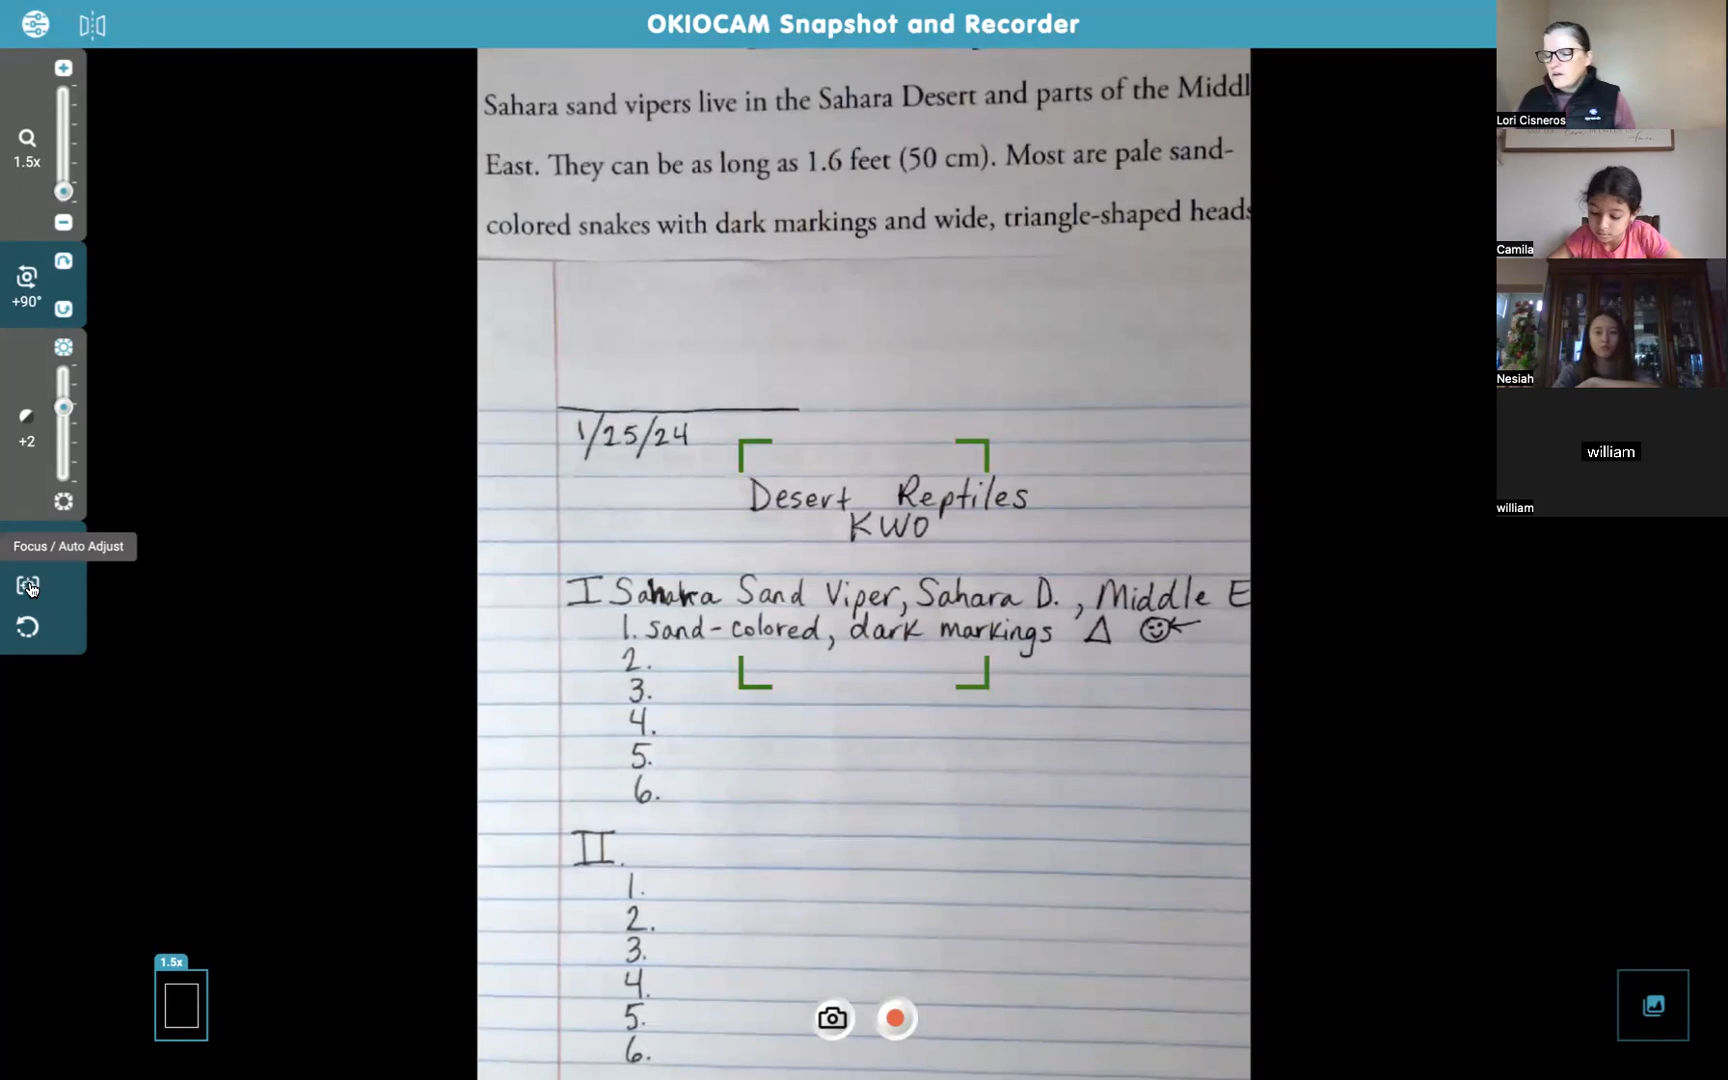 OKIOCAM Snapshot and Recorder
Sahara sand vipers live in the Sahara Desert and parts of the Middl
East. They can be as long as 1.6 feet (50 cm). Most are pale sand-
colored snakes with dark markings and wide, triangle-shaped heads
1/25/24
Desert Reptiles
KWO
I Sahara Sand Viper, Sahara D., Middle E
1. sand-colored, dark markings
2.
3.
4.
5.
6.
II.
1.
2.
3.
4.
5.
6.
1.5x
+90°
+2
Focus / Auto Adjust
1.5x
Lori Cisneros
Camila
Nesiah
william
william